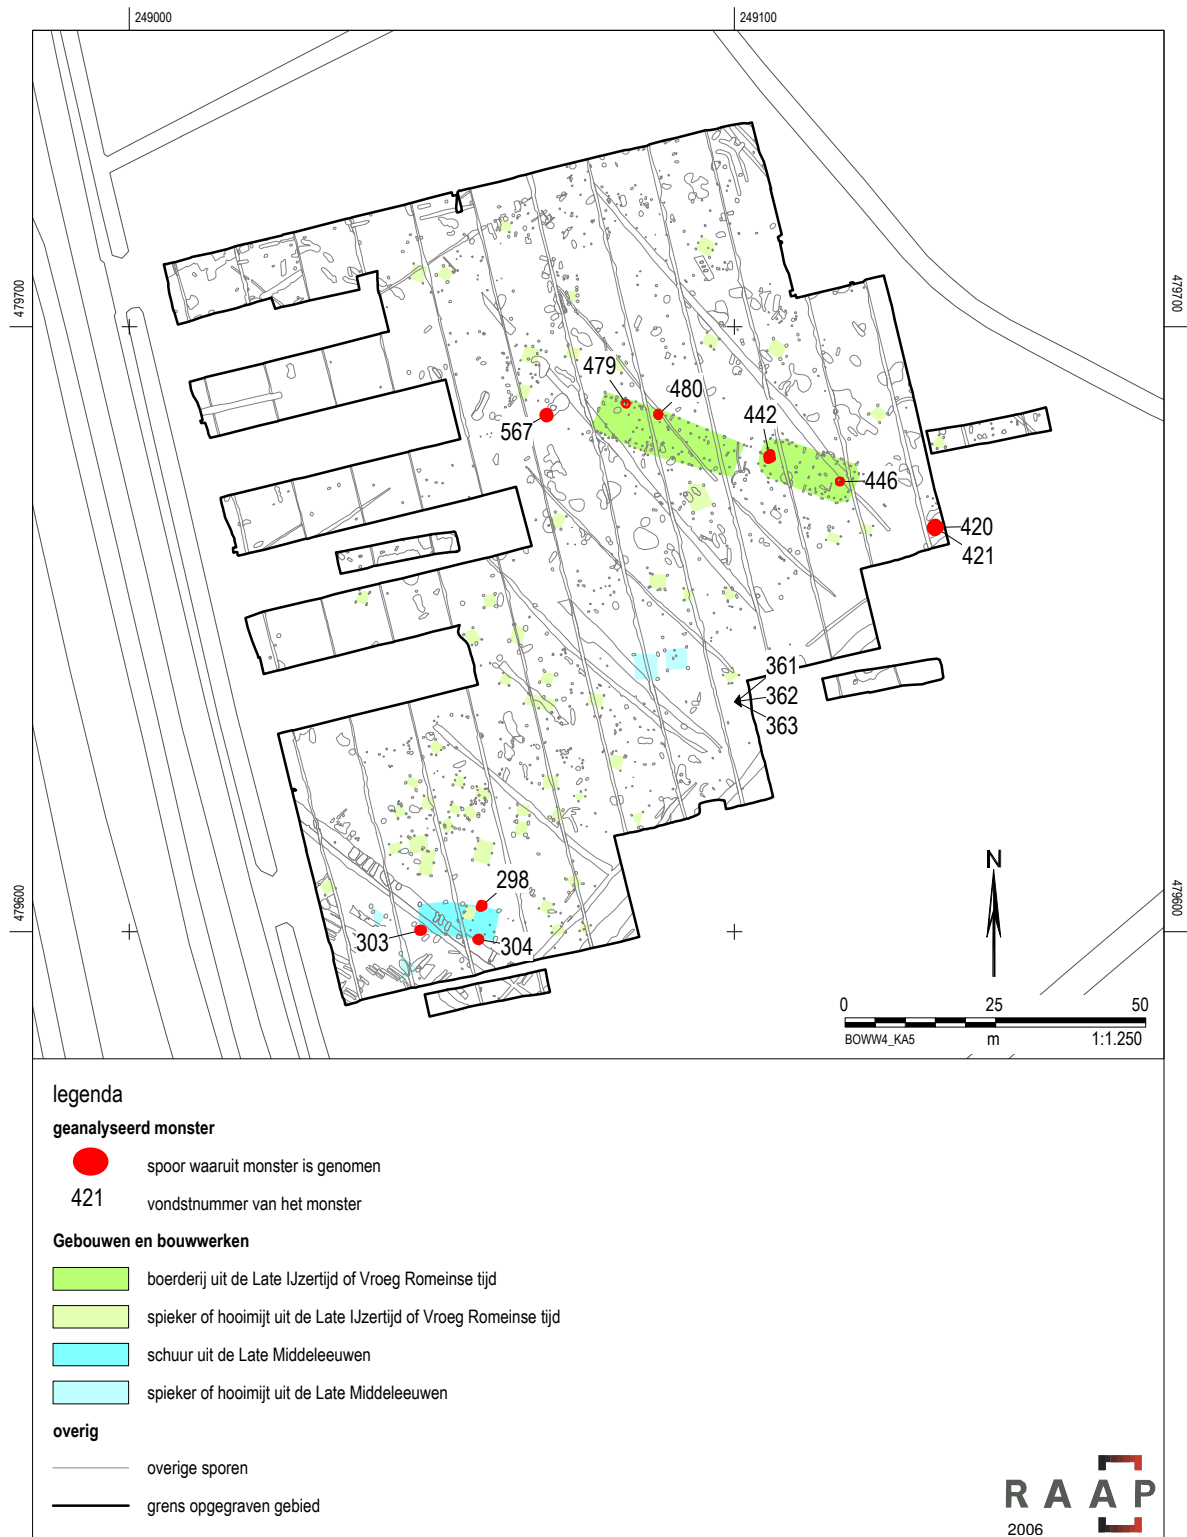 249000
249100
479700
479700
479
480
442
567
446
420
421
361
362
363
298
303
304
479600
479600
N
0 25 50
BOWW4_KA5 m 1:1.250
legenda
geanalyseerd monster
spoor waaruit monster is genomen
421 vondstnummer van het monster
Gebouwen en bouwwerken
boerderij uit de Late IJzertijd of Vroeg Romeinse tijd
spieker of hooimijt uit de Late IJzertijd of Vroeg Romeinse tijd
schuur uit de Late Middeleeuwen
spieker of hooimijt uit de Late Middeleeuwen
overig
overige sporen
grens opgegraven gebied
RAAP
2006